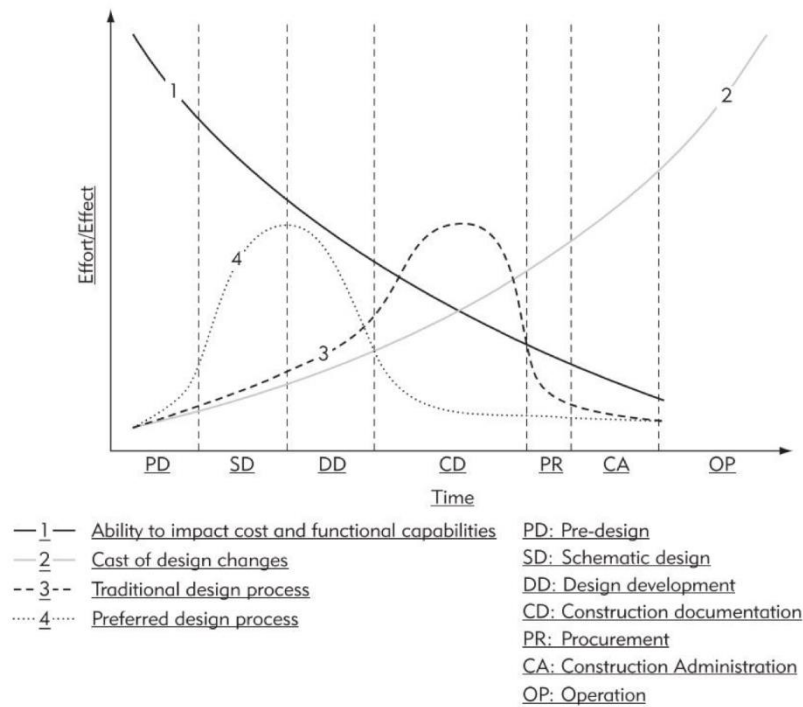 1
2
Effort/Effect
4
3
PD SD DD CD PR CA OP
Time
1 Ability to impact cost and functional capabilities
2 Cast of design changes
3 Traditional design process
4 Preferred design process
PD: Pre-design
SD: Schematic design
DD: Design development
CD: Construction documentation
PR: Procurement
CA: Construction Administration
OP: Operation